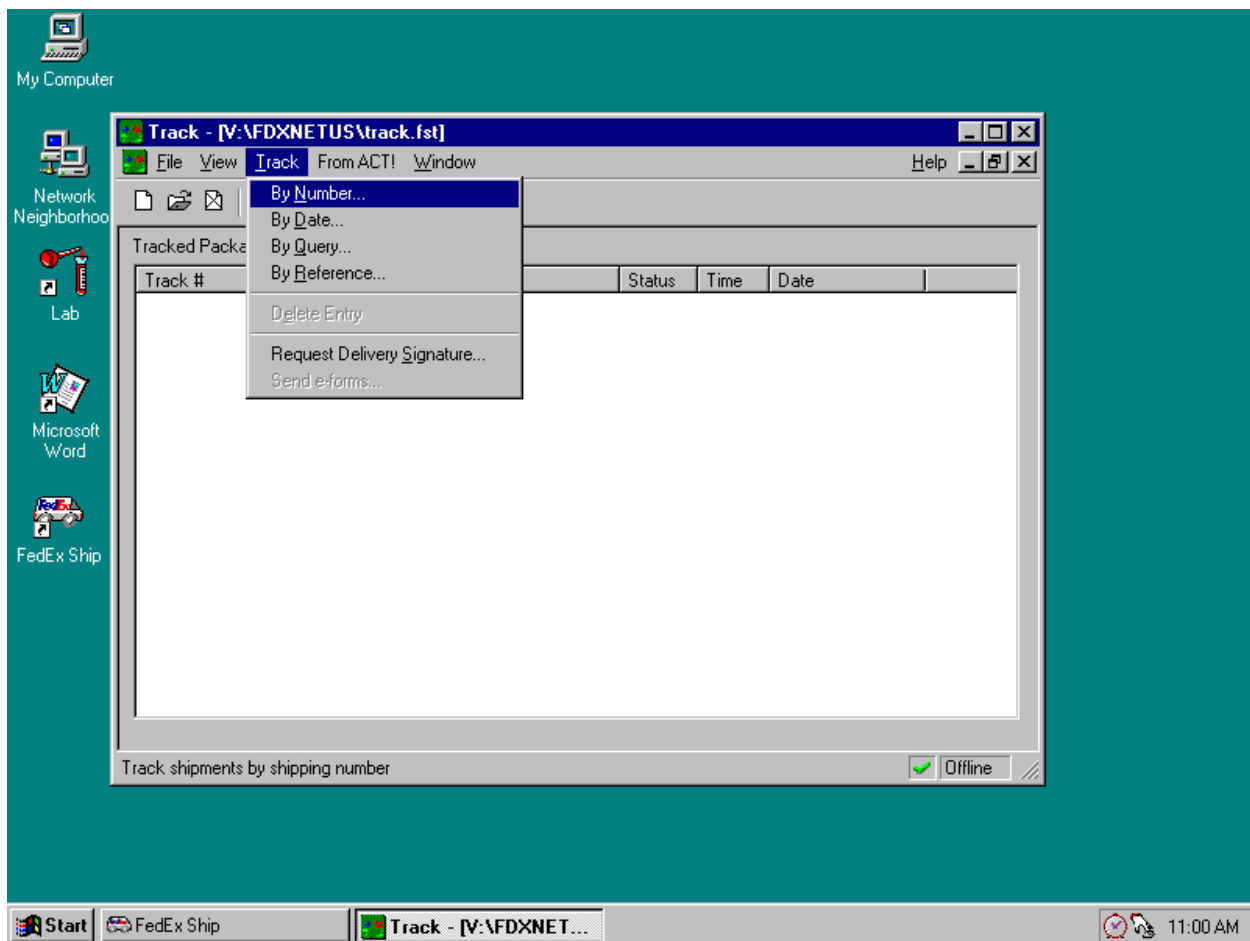 My Computer
Network
Neighborhoo
Lab
Microsoft
Word
FedEx
FedEx Ship
Track - [V:\FDXNETUS\track.fst]
File View Track From ACT! Window Help
By Number...
By Date...
By Query...
By Reference...
Delete Entry
Request Delivery Signature...
Send e-forms...
Tracked Packa
Track # Status Time Date
Track shipments by shipping number Offline
Start FedEx Ship Track - [V:\FDXNET... 11:00 AM